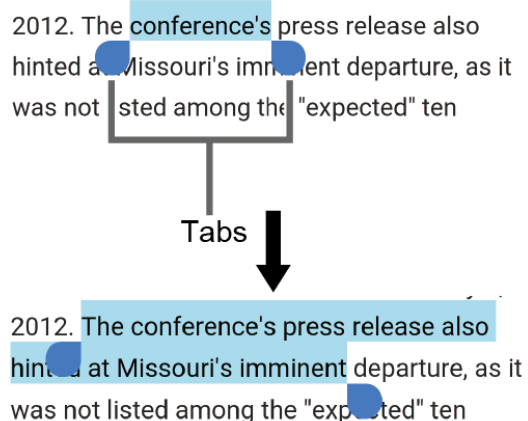 2012. The conference's press release also
hinted at Missouri's imminent departure, as it
was not listed among the "expected" ten
Tabs
2012. The conference's press release also
hinted at Missouri's imminent departure, as it
was not listed among the "expected" ten